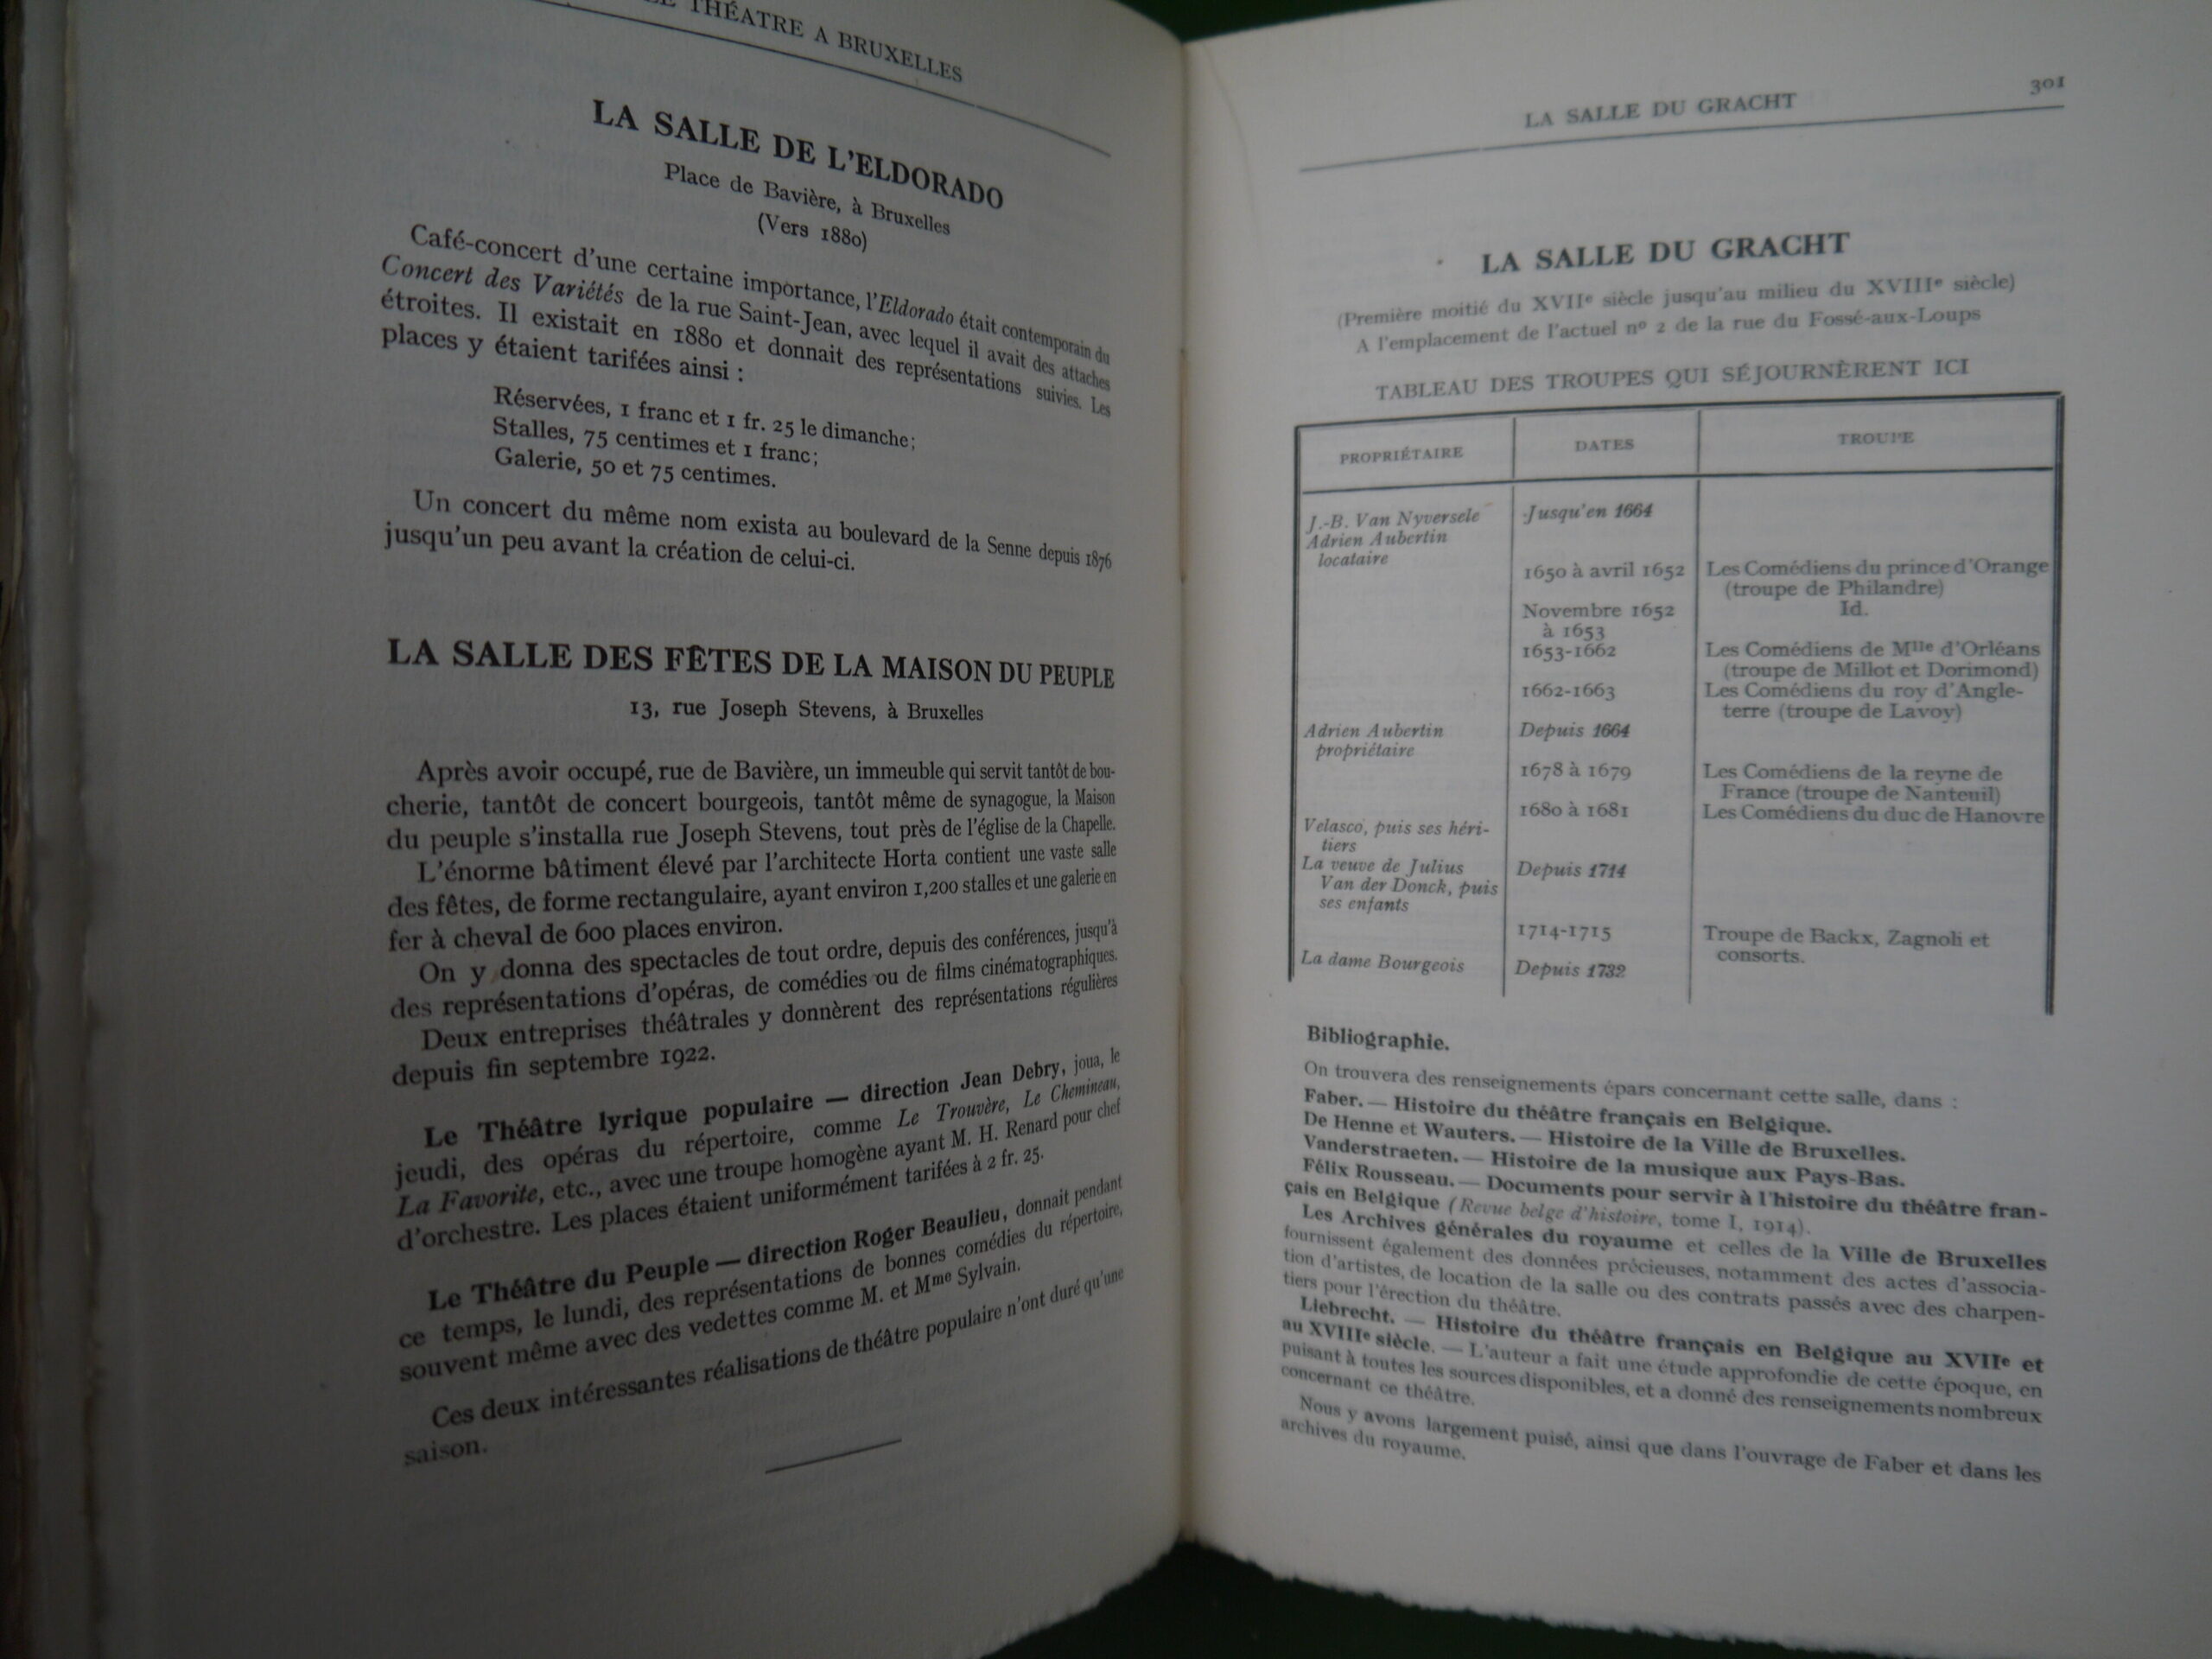 THÉATRE A BRUXELLES
LA SALLE DE L'ELDORADO
Place de Bavière, à Bruxelles
(Vers 1880)
Café-concert d'une certaine importance, l'Eldorado était contemporain du
Concert des Variétés de la rue Saint-Jean, avec lequel il avait des attaches
étroites. Il existait en 1880 et donnait des représentations suivies. Les
places y étaient tarifées ainsi :
Réservées, 1 franc et 1 fr. 25 le dimanche;
Stalles, 75 centimes et 1 franc;
Galerie, 50 et 75 centimes.
Un concert du même nom exista au boulevard de la Senne depuis 1876
jusqu'un peu avant la création de celui-ci.
LA SALLE DES FÊTES DE LA MAISON DU PEUPLE
13, rue Joseph Stevens, à Bruxelles
Après avoir occupé, rue de Bavière, un immeuble qui servit tantôt de bou-
cherie, tantôt de concert bourgeois, tantôt même de synagogue, la Maison
du peuple s'installa rue Joseph Stevens, tout près de l'église de la Chapelle.
L'énorme bâtiment élevé par l'architecte Horta contient une vaste salle
des fêtes, de forme rectangulaire, ayant environ 1,200 stalles et une galerie en
fer à cheval de 600 places environ.
On y donna des spectacles de tout ordre, depuis des conférences, jusqu'à
des représentations d'opéras, de comédies ou de films cinématographiques.
Deux entreprises théâtrales y donnèrent des représentations régulières
depuis fin septembre 1922.
Le Théâtre lyrique populaire — direction Jean Debry, joua, le
jeudi, des opéras du répertoire, comme Le Trouvère, Le Chemineau,
La Favorite, etc., avec une troupe homogène ayant M. H. Renard pour chef
d'orchestre. Les places étaient uniformément tarifées à 2 fr. 25.
Le Théâtre du Peuple — direction Roger Beaulieu, donnait pendant
ce temps, le lundi, des représentations de bonnes comédies du répertoire,
souvent même avec des vedettes comme M. et Mme Sylvain.
Ces deux intéressantes réalisations de théâtre populaire n'ont duré qu'une
saison.
LA SALLE DU GRACHT 301
LA SALLE DU GRACHT
(Première moitié du XVIIe siècle jusqu'au milieu du XVIIIe siècle)
A l'emplacement de l'actuel no 2 de la rue du Fossé-aux-Loups
TABLEAU DES TROUPES QUI SÉJOURNÈRENT ICI
PROPRIÉTAIRE DATES TROUPE
J.-B. Van Nyversele Jusqu'en 1664
Adrien Aubertin
locataire
1650 à avril 1652 Les Comédiens du prince d'Orange
(troupe de Philandre)
Novembre 1652 Id.
à 1653
1653-1662 Les Comédiens de Mlle d'Orléans
(troupe de Millot et Dorimond)
1662-1663 Les Comédiens du roy d'Angle-
terre (troupe de Lavoy)
Adrien Aubertin Depuis 1664
propriétaire
1678 à 1679 Les Comédiens de la reyne de
France (troupe de Nanteuil)
1680 à 1681 Les Comédiens du duc de Hanovre
Velasco, puis ses héri-
tiers
La veuve de Julius Depuis 1714
Van der Donck, puis
ses enfants
1714-1715 Troupe de Backx, Zagnoli et
consorts.
La dame Bourgeois Depuis 1732
Bibliographie.
On trouvera des renseignements épars concernant cette salle, dans :
Faber. — Histoire du théâtre français en Belgique.
De Henne et Wauters. — Histoire de la Ville de Bruxelles.
Vanderstraeten. — Histoire de la musique aux Pays-Bas.
Félix Rousseau. — Documents pour servir à l'histoire du théâtre fran-
çais en Belgique (Revue belge d'histoire, tome I, 1914).
Les Archives générales du royaume et celles de la Ville de Bruxelles
fournissent également des données précieuses, notamment des actes d'associa-
tion d'artistes, de location de la salle ou des contrats passés avec des charpen-
tiers pour l'érection du théâtre.
Liebrecht. — Histoire du théâtre français en Belgique au XVIIe et
au XVIIIe siècle. — L'auteur a fait une étude approfondie de cette époque, en
puisant à toutes les sources disponibles, et a donné des renseignements nombreux
concernant ce théâtre.
Nous y avons largement puisé, ainsi que dans l'ouvrage de Faber et dans les
archives du royaume.